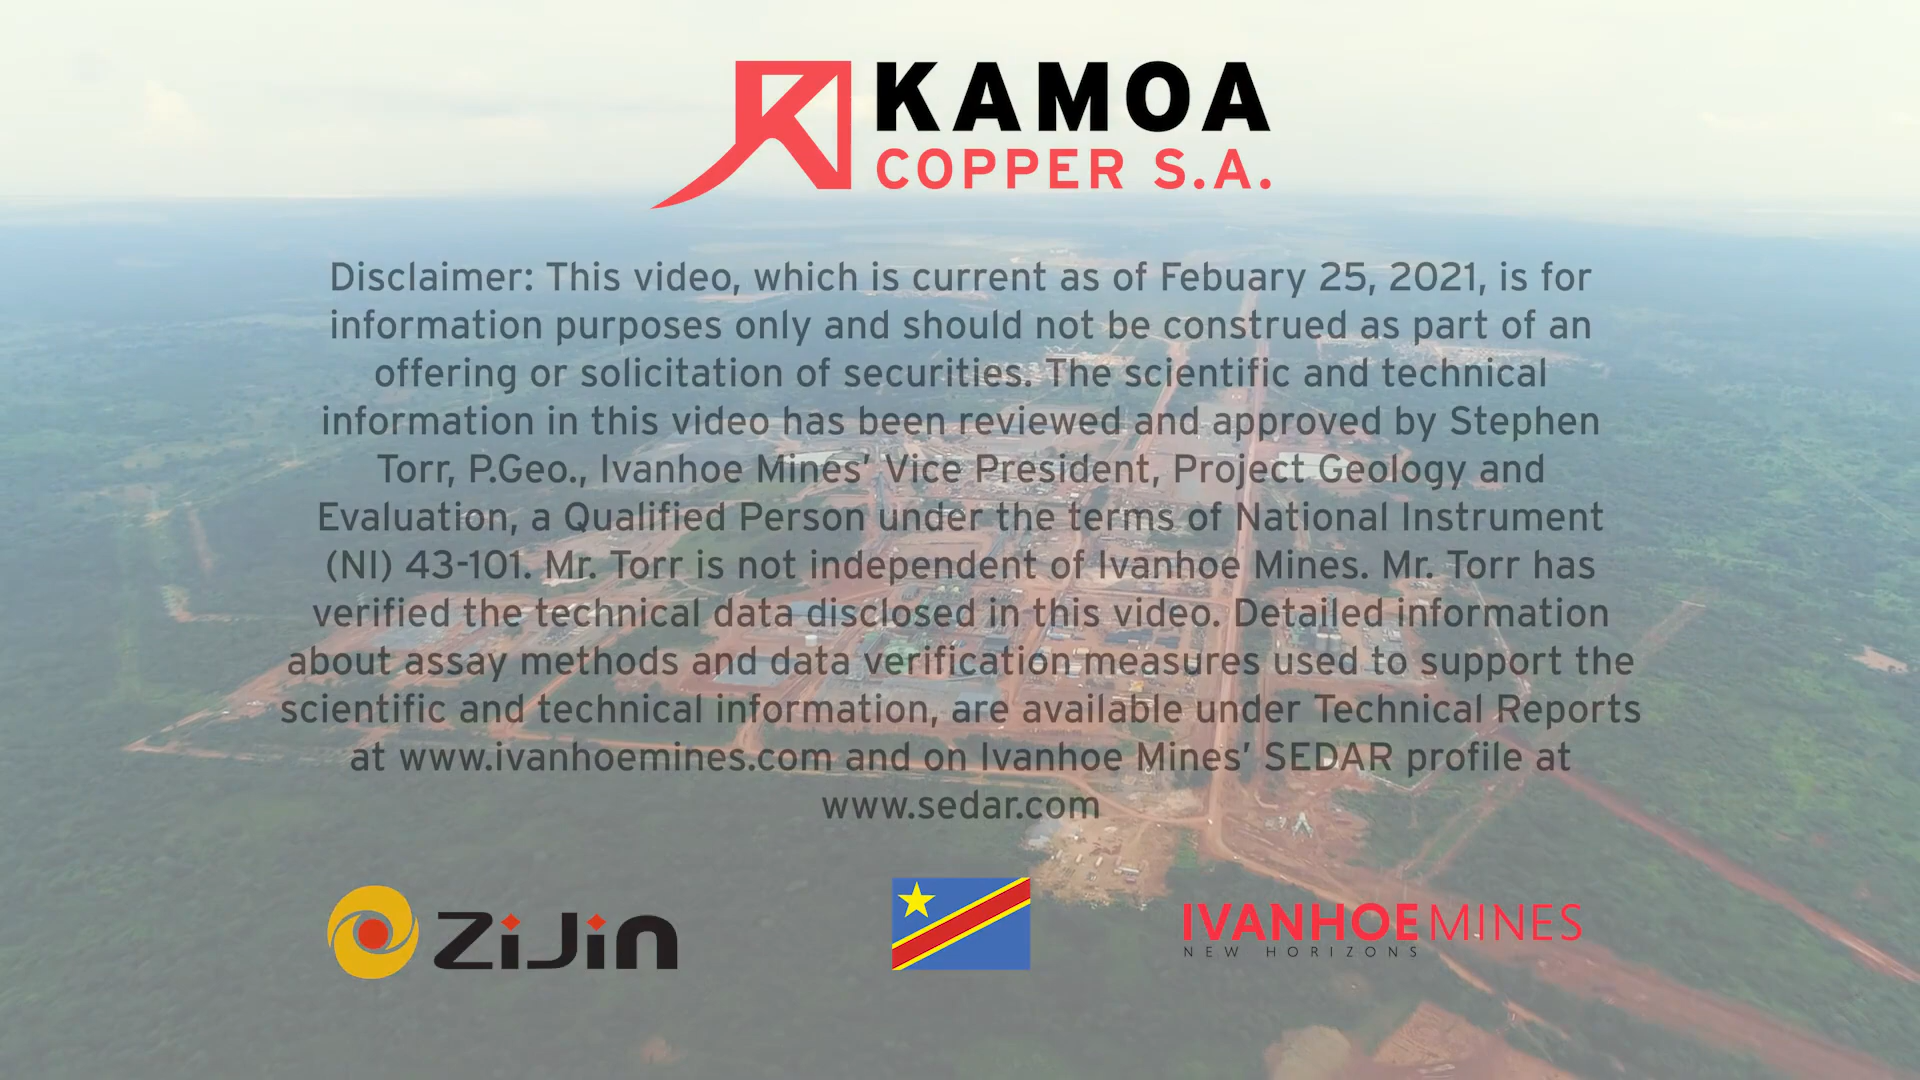 KAMOA
COPPER S.A.
Disclaimer: This video, which is current as of Febuary 25, 2021, is for
information purposes only and should not be construed as part of an
offering or solicitation of securities. The scientific and technical
information in this video has been reviewed and approved by Stephen
Torr, P.Geo., Ivanhoe Mines’ Vice President, Project Geology and
Evaluation, a Qualified Person under the terms of National Instrument
(NI) 43-101. Mr. Torr is not independent of Ivanhoe Mines. Mr. Torr has
verified the technical data disclosed in this video. Detailed information
about assay methods and data verification measures used to support the
scientific and technical information, are available under Technical Reports
at www.ivanhoemines.com and on Ivanhoe Mines’ SEDAR profile at
www.sedar.com
ZiJin
IVANHOE MINES
NEW HORIZONS